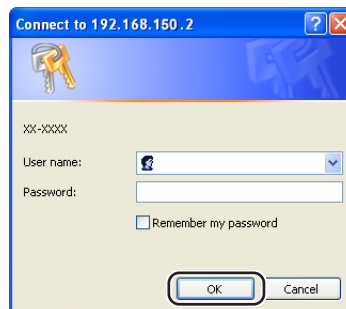 Connect to 192.168.150.2
?
XX-XXXX
User name:
Password:
Remember my password
OK
Cancel